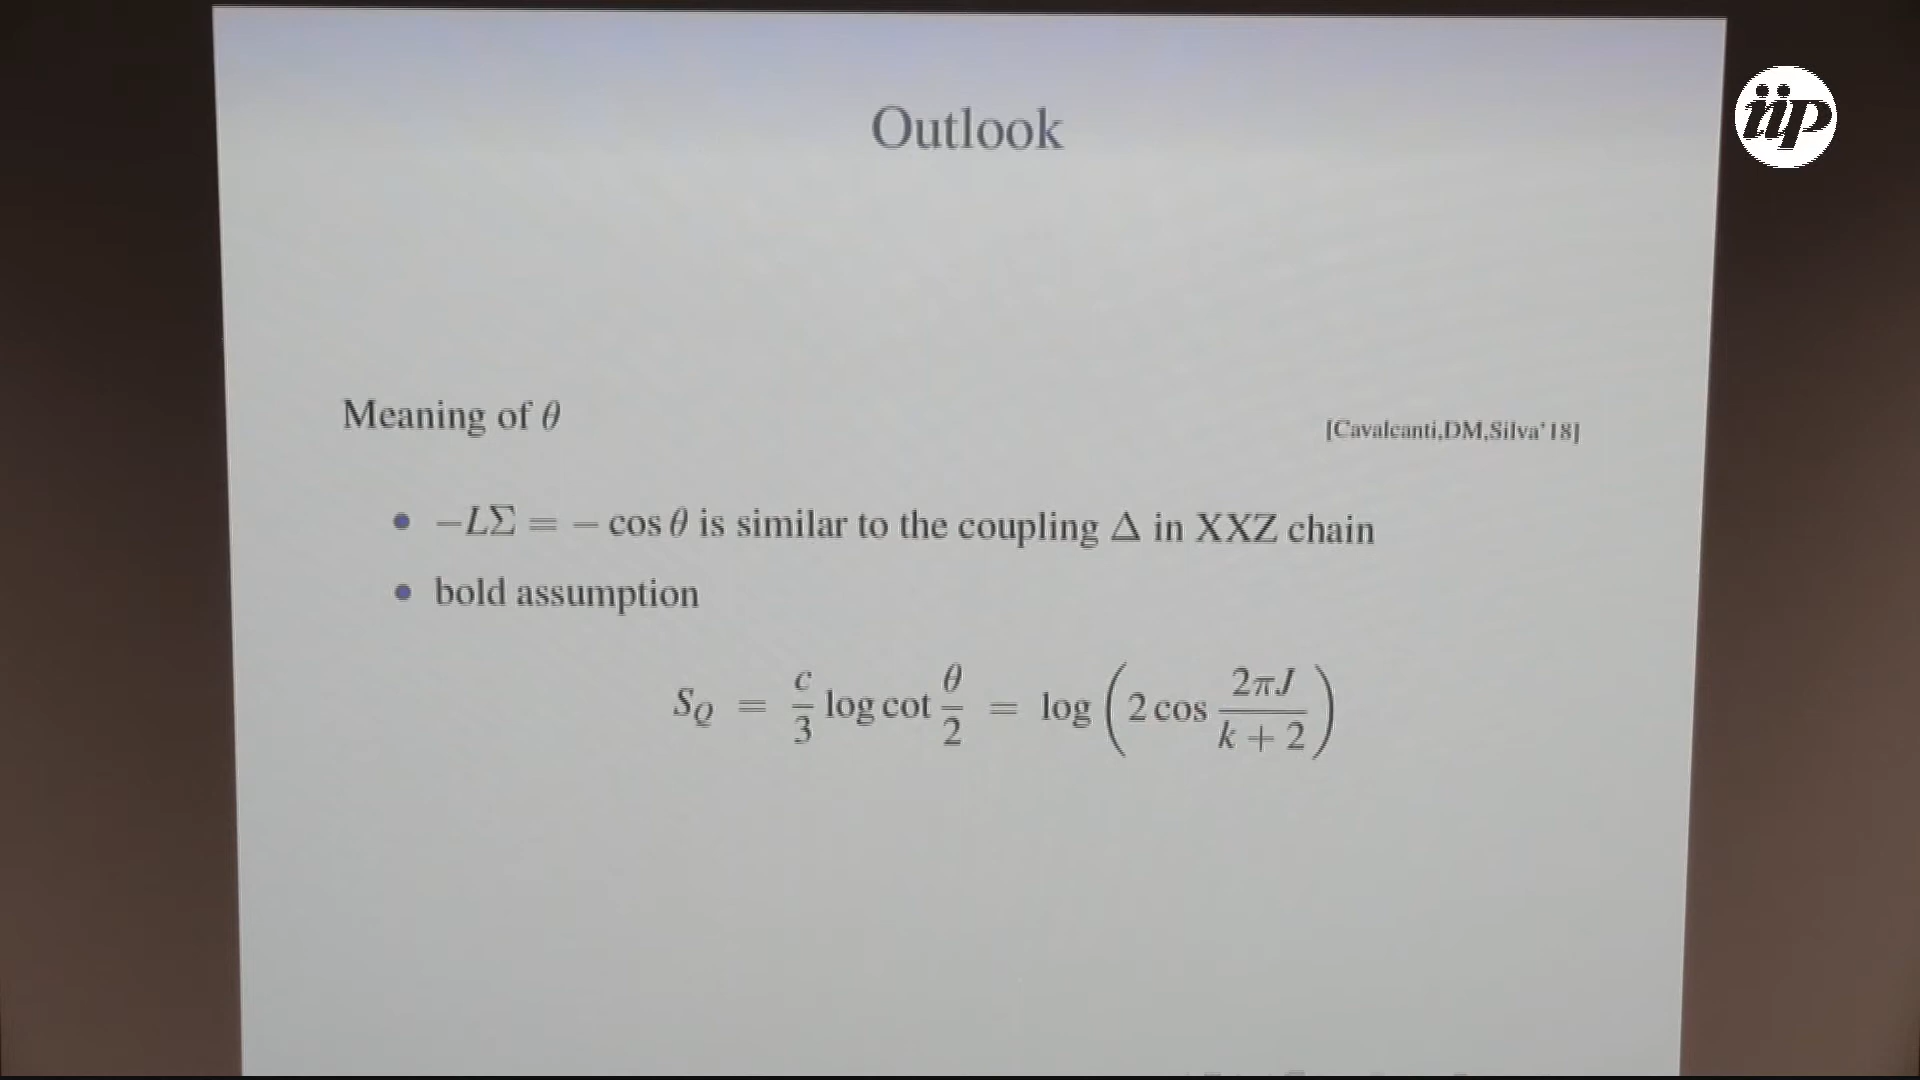 iip
Outlook
Meaning of θ
[Cavalcanti,DM,Silva'18]
• −LΣ = − cos θ is similar to the coupling Δ in XXZ chain
• bold assumption
S_Q = c/3 log cot θ/2 = log (2 cos 2πJ/(k + 2))